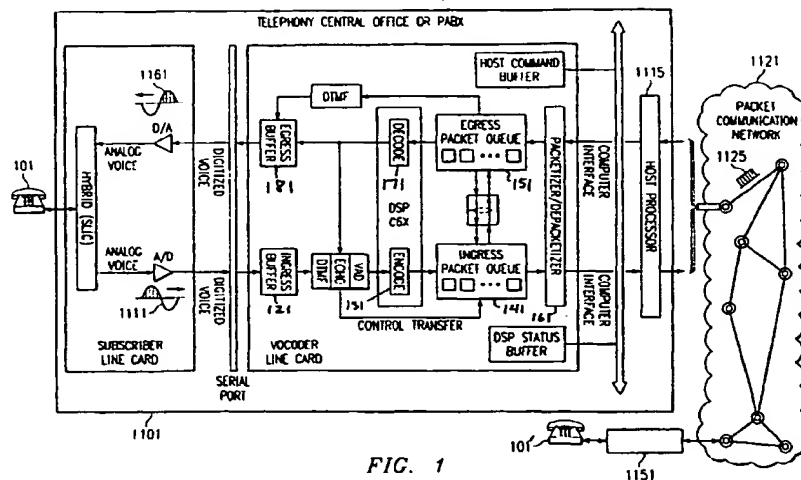 TELEPHONY CENTRAL OFFICE OR PABX
1161
D/A
ANALOG VOICE
101
HYBRID (SLIC)
ANALOG VOICE
A/D
1111
SUBSCRIBER LINE CARD
DIGITIZED VOICE
DIGITIZED VOICE
SERIAL PORT
DTMF
EGRESS BUFFER
181
DECODE
171
DSP C6X
EGRESS PACKET QUEUE
151
HOST COMMAND BUFFER
INGRESS BUFFER
121
DTMF
ECNC
VAD
ENCODE
131
INGRESS PACKET QUEUE
141
CONTROL TRANSFER
PACKETIZER/DEPACKETIZER
161
DSP STATUS BUFFER
VOCODER LINE CARD
COMPUTER INTERFACE
COMPUTER INTERFACE
1115
HOST PROCESSOR
1121
PACKET COMMUNICATION NETWORK
1125
1101
101'
1151
FIG. 1